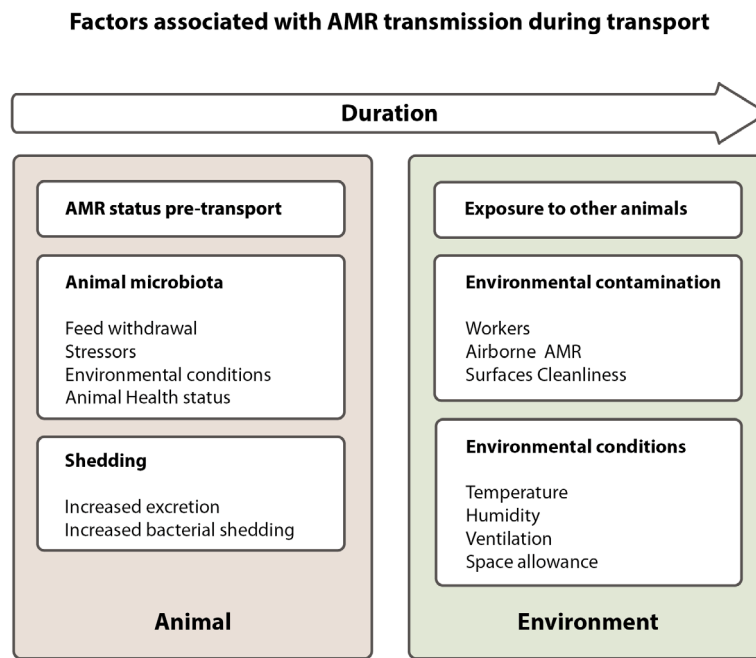 Factors associated with AMR transmission during transport
Duration
AMR status pre-transport
Animal microbiota
Feed withdrawal
Stressors
Environmental conditions
Animal Health status
Shedding
Increased excretion
Increased bacterial shedding
Animal
Exposure to other animals
Environmental contamination
Workers
Airborne AMR
Surfaces Cleanliness
Environmental conditions
Temperature
Humidity
Ventilation
Space allowance
Environment